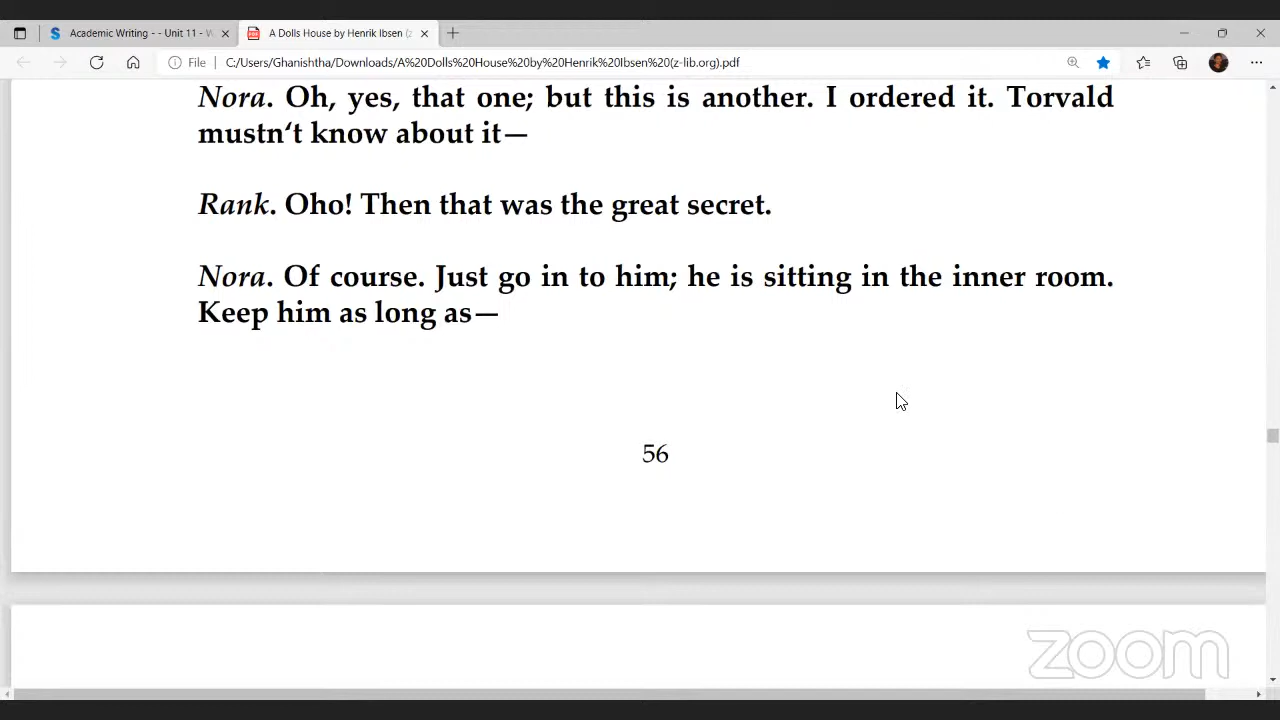 Academic Writing - - Unit 11 - W
A Dolls House by Henrik Ibsen (z
File
C:/Users/Ghanishtha/Downloads/A%20Dolls%20House%20by%20Henrik%20Ibsen%20(z-lib.org).pdf
Nora. Oh, yes, that one; but this is another. I ordered it. Torvald
mustn‘t know about it—
Rank. Oho! Then that was the great secret.
Nora. Of course. Just go in to him; he is sitting in the inner room.
Keep him as long as—
56
zoom